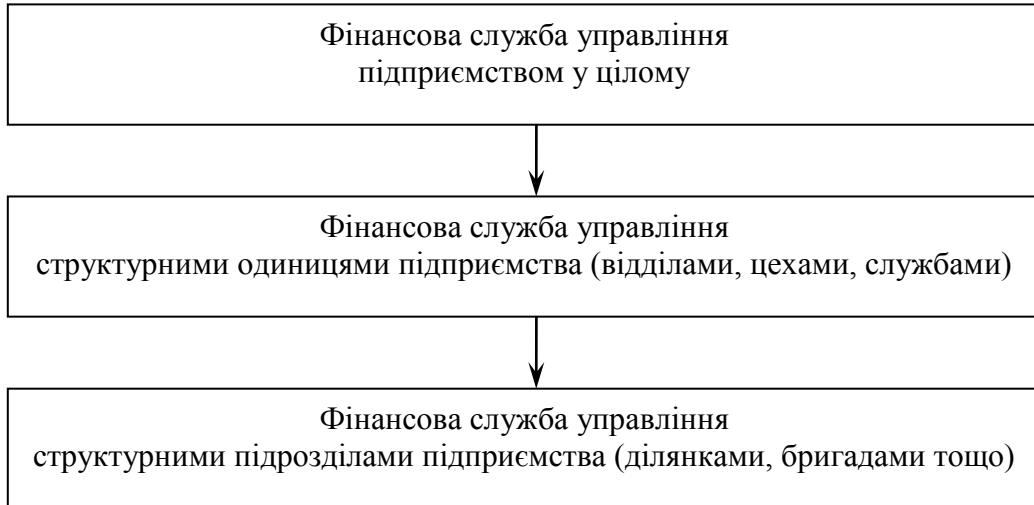 Фінансова служба управління
підприємством у цілому
Фінансова служба управління
структурними одиницями підприємства (відділами, цехами, службами)
Фінансова служба управління
структурними підрозділами підприємства (ділянками, бригадами тощо)